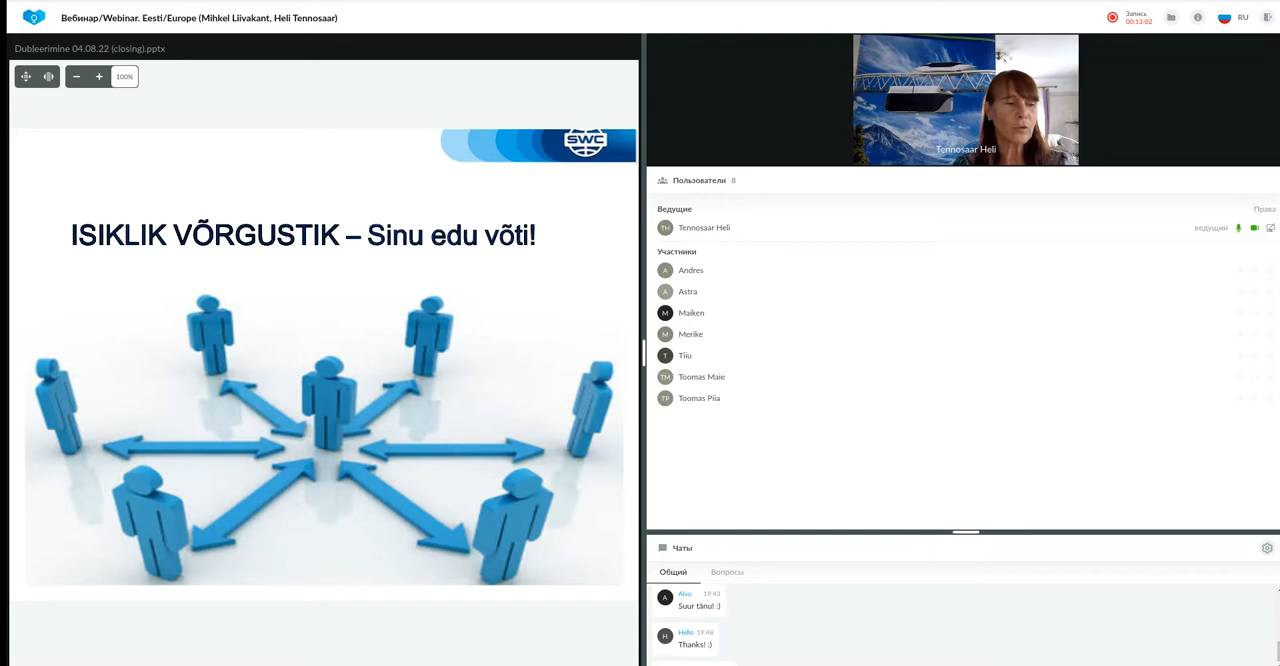 Вебинар/Webinar. Eesti/Europe (Mihkel Liivakant, Heli Tennosaar)
Запись
00:13:02
RU
Dubleerimine 04.08.22 (closing).pptx
100%
SWC
ISIKLIK VÕRGUSTIK – Sinu edu võti!
Tennosaar Heli
Пользователи 8
Ведущие
Права
TH Tennosaar Heli
ведущий
Участники
A Andres
A Astra
M Maiken
M Merike
T Tiiu
TM Toomas Maie
TP Toomas Piia
Чаты
Общий Вопросы
A Aivo 19:43
Suur tänu! :)
H Hello 19:48
Thanks! :)